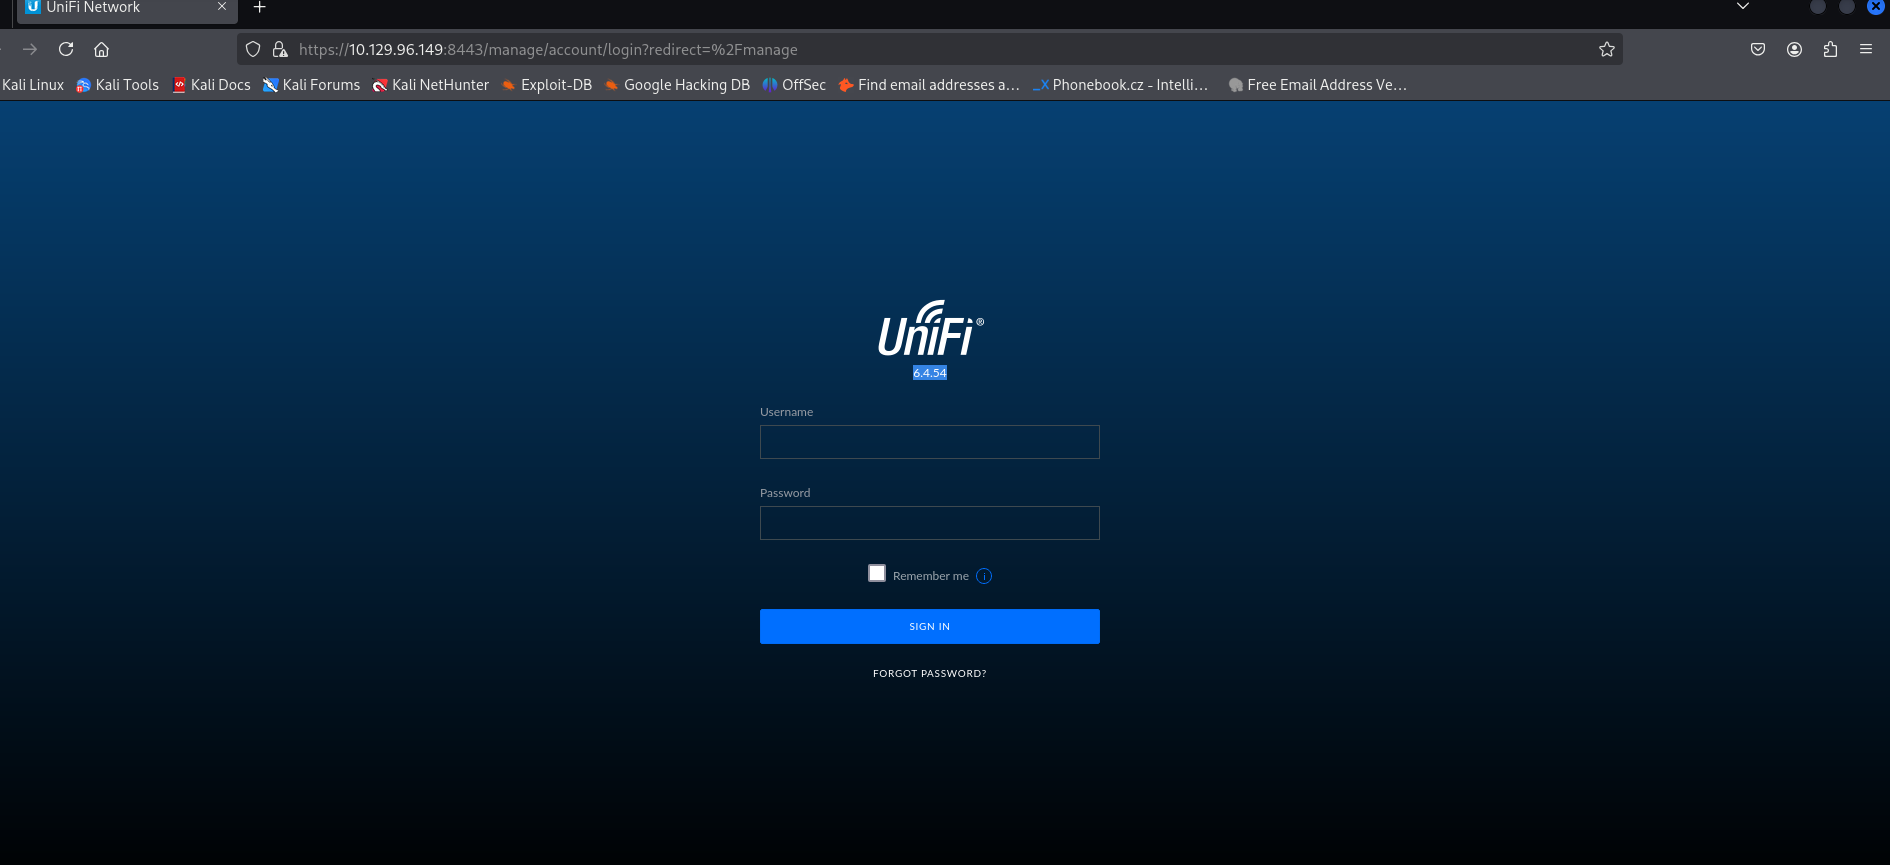 UniFi Network
https://10.129.96.149:8443/manage/account/login?redirect=%2Fmanage
Kali Linux Kali Tools Kali Docs Kali Forums Kali NetHunter Exploit-DB Google Hacking DB OffSec Find email addresses a... _X Phonebook.cz - Intelli... Free Email Address Ve...
UniFi®
6.4.54
Username
Password
Remember me
SIGN IN
FORGOT PASSWORD?